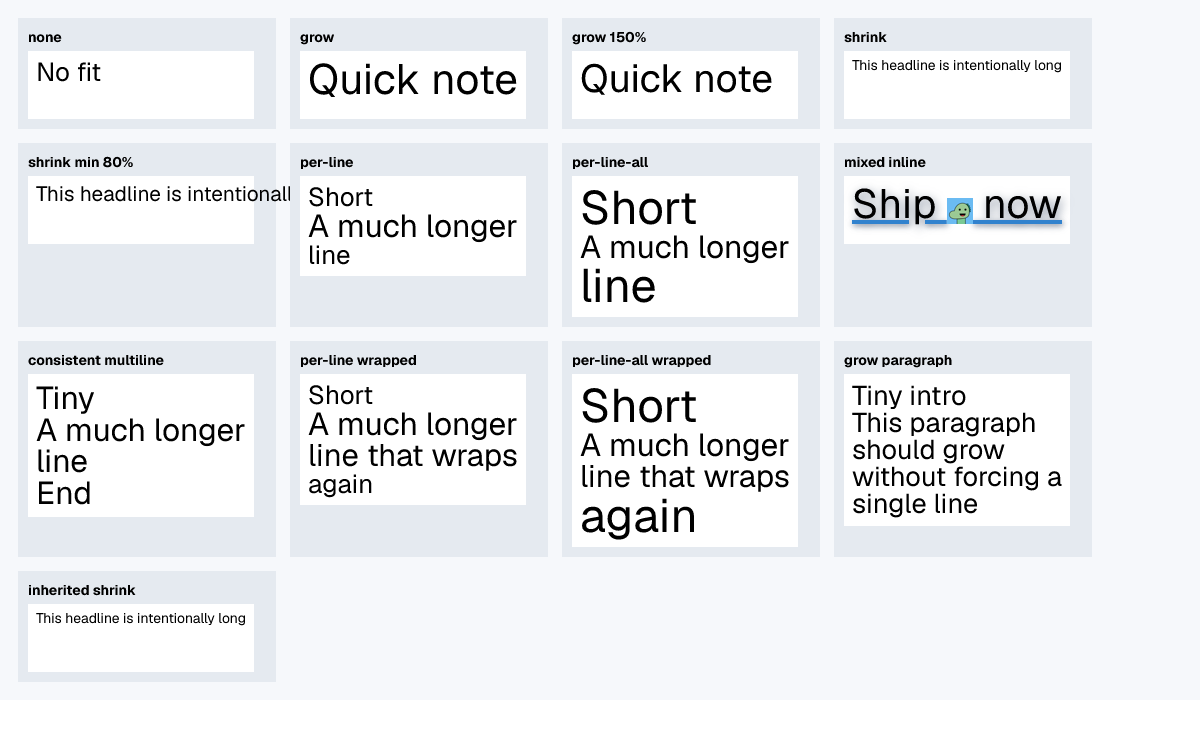 none
No fit
grow
Quick note
grow 150%
Quick note
shrink
This headline is intentionally long
shrink min 80%
This headline is intentionall
per-line
Short
A much longer
line
per-line-all
Short
A much longer
line
mixed inline
Ship now
consistent multiline
Tiny
A much longer
line
End
per-line wrapped
Short
A much longer
line that wraps
again
per-line-all wrapped
Short
A much longer
line that wraps
again
grow paragraph
Tiny intro
This paragraph
should grow
without forcing a
single line
inherited shrink
This headline is intentionally long